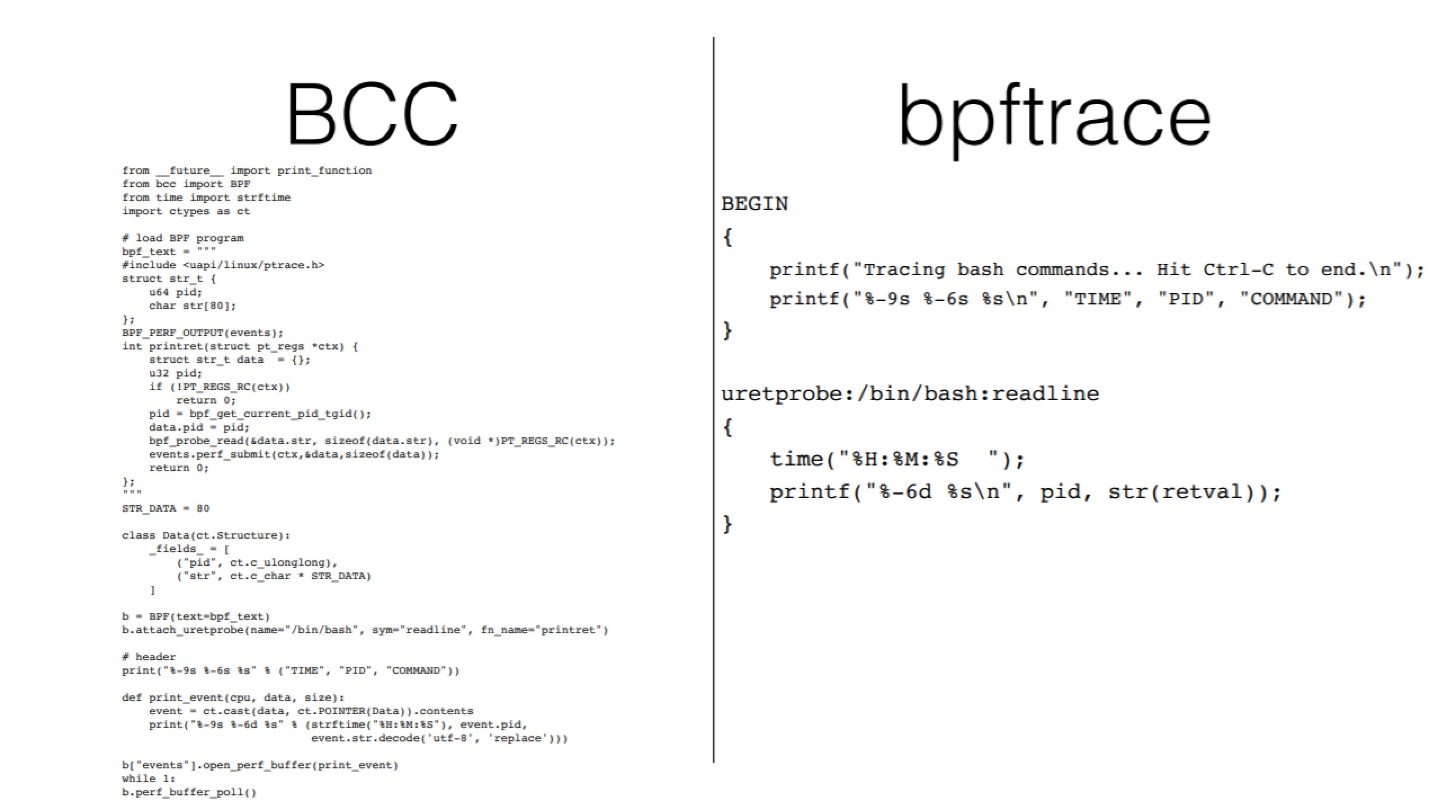 BCC
from __future__ import print_function
from bcc import BPF
from time import strftime
import ctypes as ct

# load BPF program
bpf_text = """
#include <uapi/linux/ptrace.h>
struct str_t {
    u64 pid;
    char str[80];
};
BPF_PERF_OUTPUT(events);
int printret(struct pt_regs *ctx) {
    struct str_t data  = {};
    u32 pid;
    if (!PT_REGS_RC(ctx))
        return 0;
    pid = bpf_get_current_pid_tgid();
    data.pid = pid;
    bpf_probe_read(&data.str, sizeof(data.str), (void *)PT_REGS_RC(ctx));
    events.perf_submit(ctx,&data,sizeof(data));
    return 0;
};
"""
STR_DATA = 80

class Data(ct.Structure):
    _fields_ = [
        ("pid", ct.c_ulonglong),
        ("str", ct.c_char * STR_DATA)
    ]

b = BPF(text=bpf_text)
b.attach_uretprobe(name="/bin/bash", sym="readline", fn_name="printret")

# header
print("%-9s %-6s %s" % ("TIME", "PID", "COMMAND"))

def print_event(cpu, data, size):
    event = ct.cast(data, ct.POINTER(Data)).contents
    print("%-9s %-6d %s" % (strftime("%H:%M:%S"), event.pid,
                            event.str.decode('utf-8', 'replace')))

b["events"].open_perf_buffer(print_event)
while 1:
b.perf_buffer_poll()
bpftrace
BEGIN
{
    printf("Tracing bash commands... Hit Ctrl-C to end.\n");
    printf("%-9s %-6s %s\n", "TIME", "PID", "COMMAND");
}

uretprobe:/bin/bash:readline
{
    time("%H:%M:%S  ");
    printf("%-6d %s\n", pid, str(retval));
}